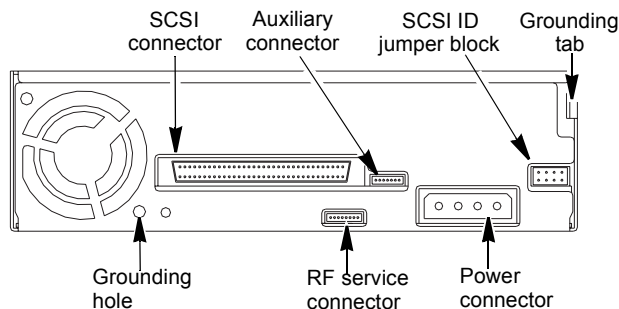 SCSI
connector
Auxiliary
connector
SCSI ID
jumper block
Grounding
tab
Grounding
hole
RF service
connector
Power
connector